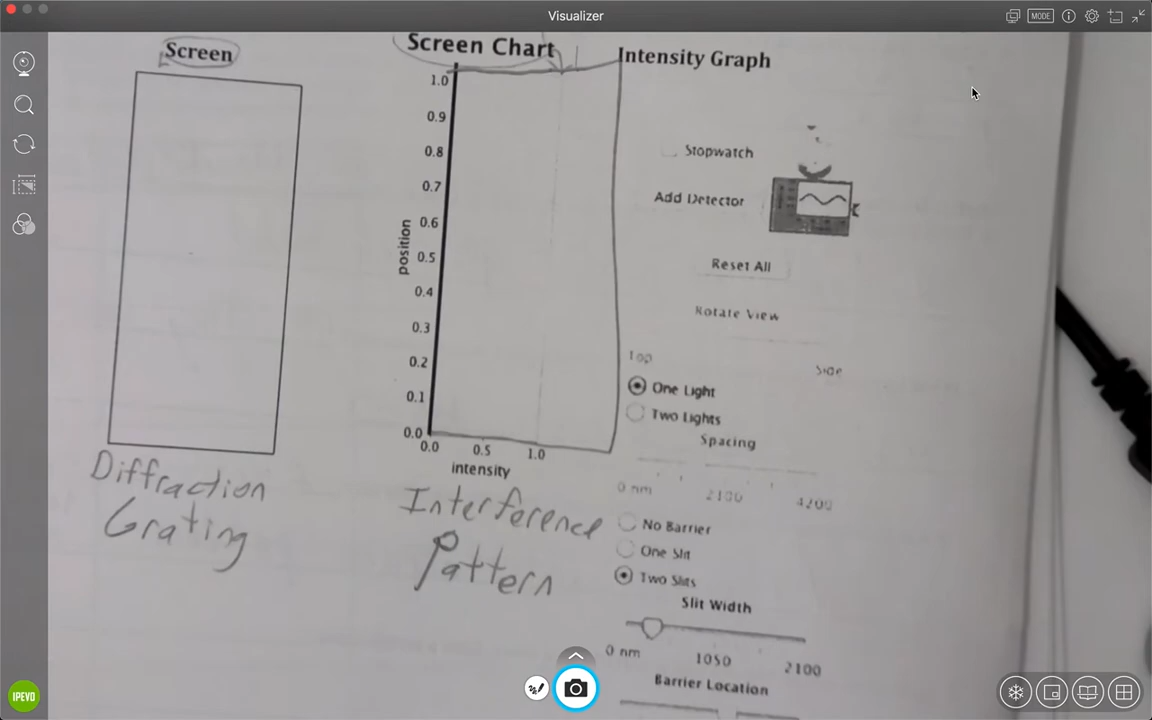 Visualizer
MODE
Screen
Screen Chart
Intensity Graph
1.0
0.9
0.8
0.7
0.6
0.5
0.4
0.3
0.2
0.1
0.0
position
0.0 0.5 1.0
intensity
Diffraction
Grating
Interference
Pattern
Stopwatch
Add Detector
Reset All
Rotate View
Top
Side
One Light
Two Lights
Spacing
0 nm 2100 4200
No Barrier
One Slit
Two Slits
Slit Width
0 nm 1050 2100
Barrier Location
IPEVO